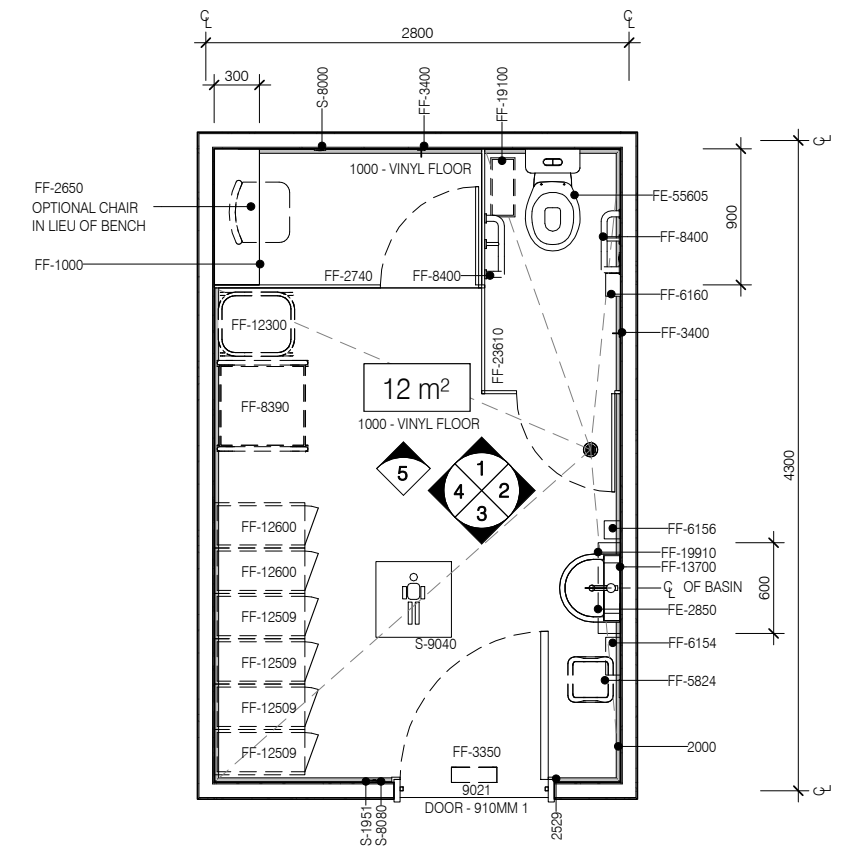 ℄ ℄
2800
300
S-8000
FF-3400
FF-19100
℄
1000 - VINYL FLOOR
FF-2650
OPTIONAL CHAIR
IN LIEU OF BENCH
FE-55605
900
FF-8400
FF-1000
FF-2740
FF-8400
FF-6160
FF-12300
FF-3400
FF-23610
12 m²
FF-8390
1000 - VINYL FLOOR
5
1
4 2
3
4300
FF-12600
FF-6156
FF-19910
FF-12600
FF-13700
℄ OF BASIN
600
FE-2850
FF-12509
S-9040
FF-6154
FF-12509
FF-5824
FF-12509
FF-12509
2000
FF-3350
9021
℄
DOOR - 910MM 1
S-1951
S-8080
2529